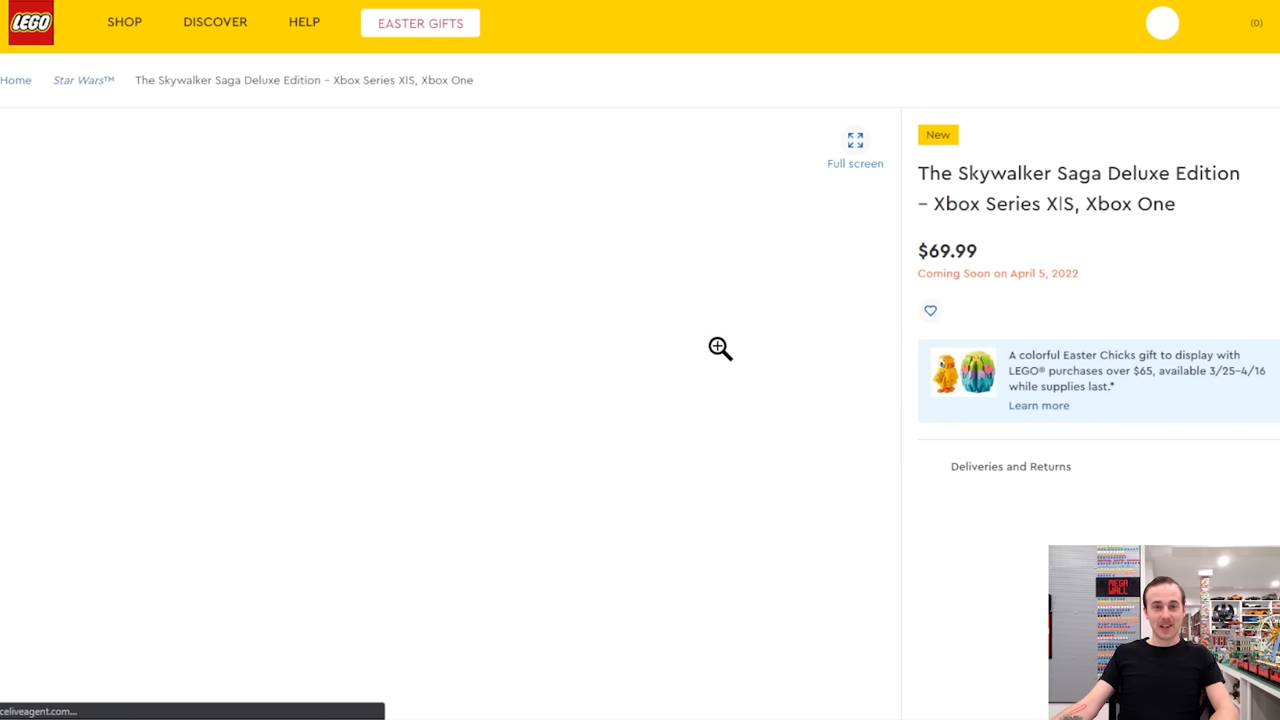 LEGO
SHOP
DISCOVER
HELP
EASTER GIFTS
(0)
Home
Star Wars™
The Skywalker Saga Deluxe Edition – Xbox Series X|S, Xbox One
Full screen
New
The Skywalker Saga Deluxe Edition
– Xbox Series X|S, Xbox One
$69.99
Coming Soon on April 5, 2022
A colorful Easter Chicks gift to display with
LEGO® purchases over $65, available 3/25–4/16
while supplies last.*
Learn more
Deliveries and Returns
MEGA
WALL
celiveagent.com...